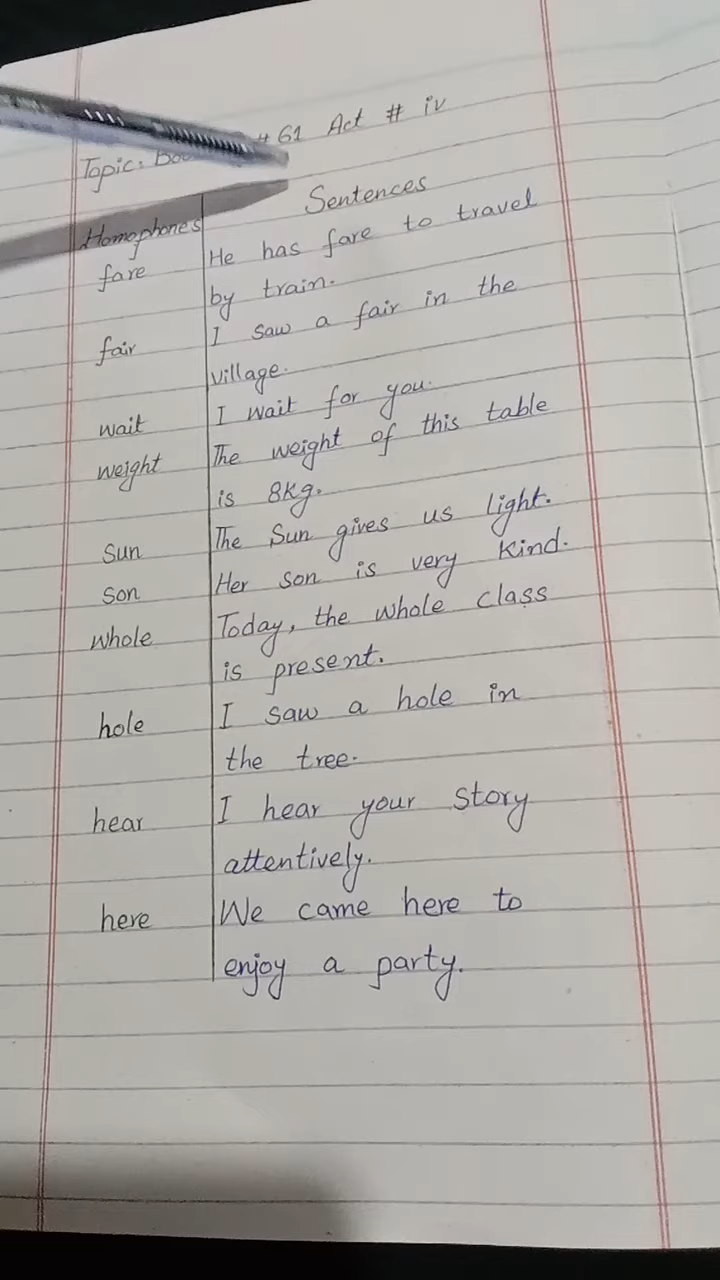 Topic: # 61 Act # iv
Homophones Sentences
fare He has fare to travel
by train.
fair I saw a fair in the
village.
wait I wait for you.
weight The weight of this table
is 8Kg.
Sun The Sun gives us light.
son Her son is very kind.
whole Today, the whole class
is present.
hole I saw a hole in
the tree.
hear I hear your story
attentively.
here We came here to
enjoy a party.